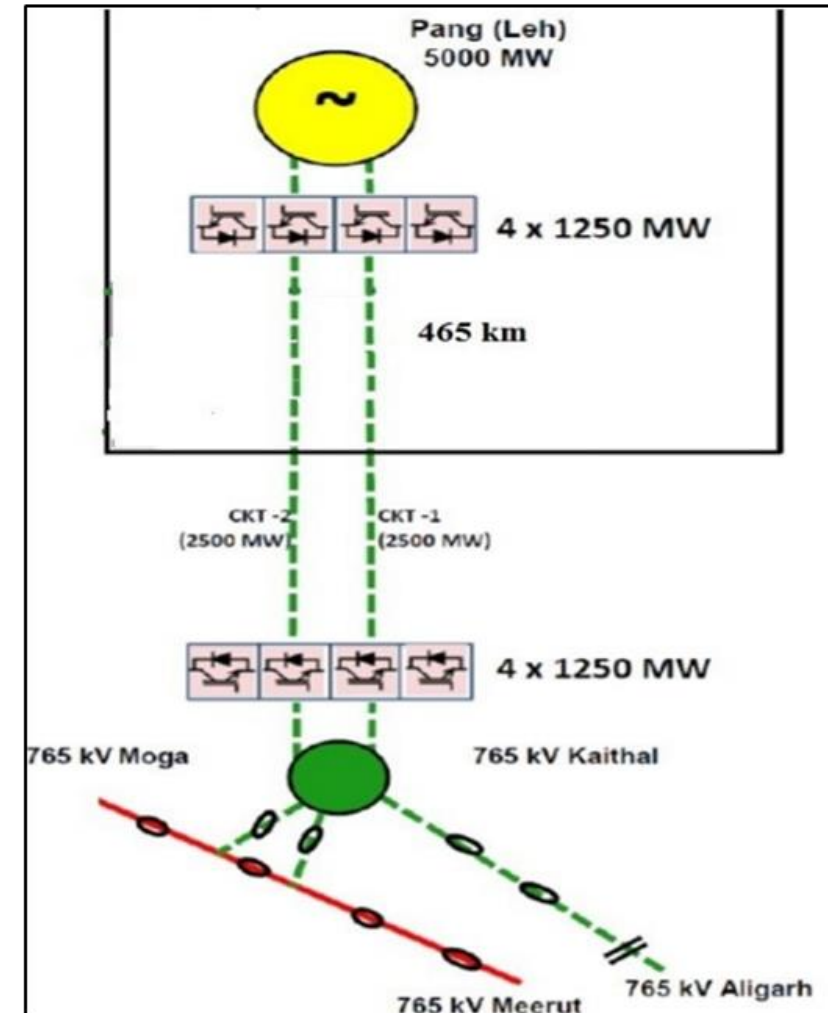 Pang (Leh)
5000 MW
~
4 x 1250 MW
465 km
CKT -2
(2500 MW)
CKT -1
(2500 MW)
4 x 1250 MW
765 kV Moga
765 kV Kaithal
765 kV Aligarh
765 kV Meerut